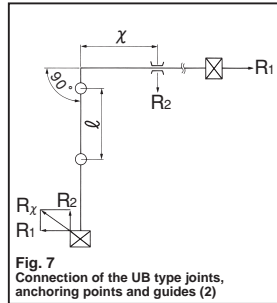 χ
R1
90°
R2
ℓ
Rχ
R2
R1
Fig. 7
Connection of the UB type joints,
anchoring points and guides (2)